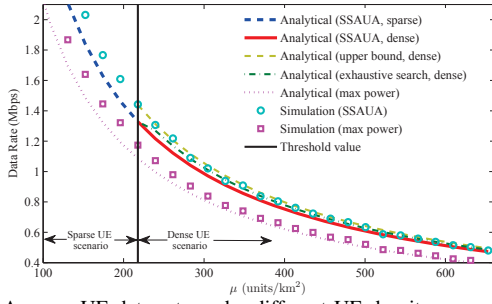 2
1.8
1.6
1.4
1.2
1
0.8
0.6
0.4
Data Rate (Mbps)
Analytical (SSAUA, sparse)
Analytical (SSAUA, dense)
Analytical (upper bound, dense)
Analytical (exhaustive search, dense)
Analytical (max power)
Simulation (SSAUA)
Simulation (max power)
Threshold value
Sparse UE
scenario
Dense UE
scenario
100
200
300
400
500
600
μ (units/km²)